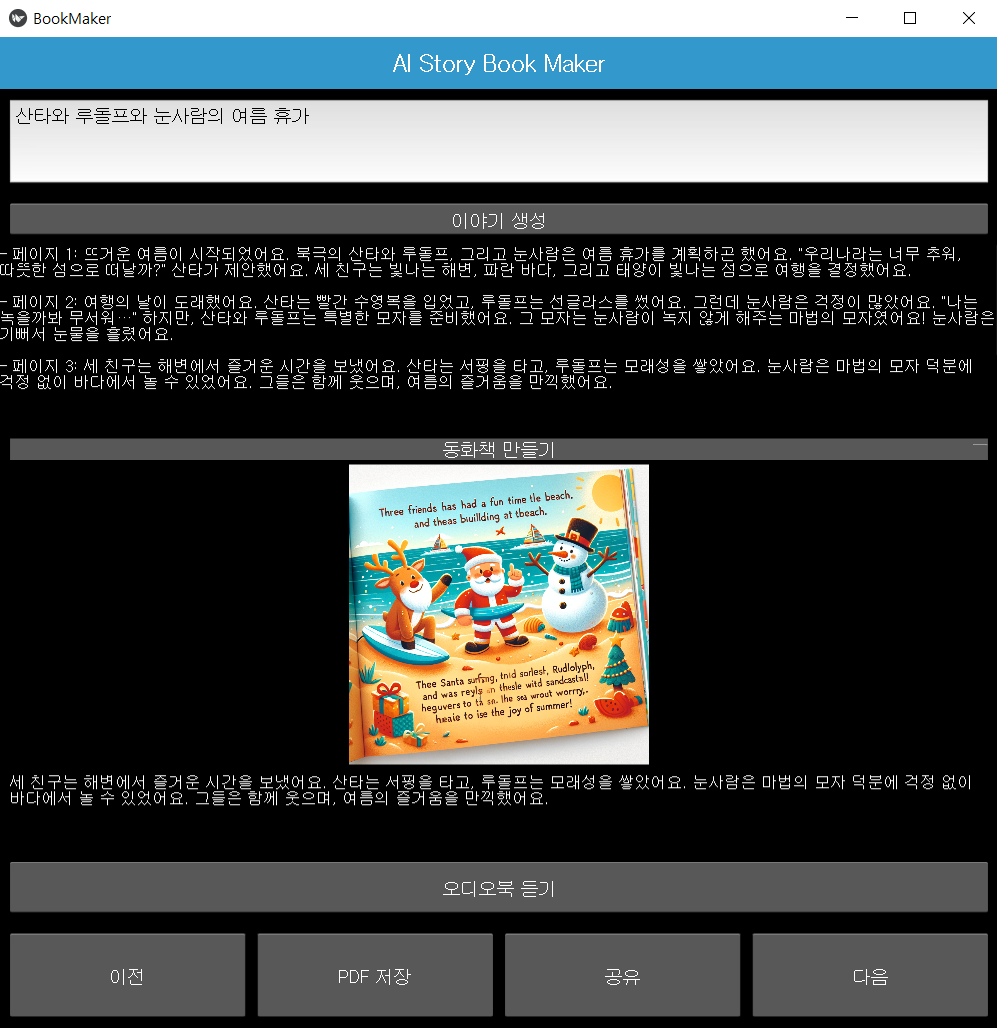 BookMaker
AI Story Book Maker
산타와 루돌프와 눈사람의 여름 휴가
이야기 생성
- 페이지 1: 뜨거운 여름이 시작되었어요. 북극의 산타와 루돌프, 그리고 눈사람은 여름 휴가를 계획하곤 했어요. "우리나라는 너무 추워,
따뜻한 섬으로 떠날까?" 산타가 제안했어요. 세 친구는 빛나는 해변, 파란 바다, 그리고 태양이 빛나는 섬으로 여행을 결정했어요.
- 페이지 2: 여행의 날이 도래했어요. 산타는 빨간 수영복을 입었고, 루돌프는 선글라스를 썼어요. 그런데 눈사람은 걱정이 많았어요. "나는
녹을까봐 무서워…" 하지만, 산타와 루돌프는 특별한 모자를 준비했어요. 그 모자는 눈사람이 녹지 않게 해주는 마법의 모자였어요! 눈사람은
기뻐서 눈물을 흘렸어요.
- 페이지 3: 세 친구는 해변에서 즐거운 시간을 보냈어요. 산타는 서핑을 타고, 루돌프는 모래성을 쌓았어요. 눈사람은 마법의 모자 덕분에
걱정 없이 바다에서 놀 수 있었어요. 그들은 함께 웃으며, 여름의 즐거움을 만끽했어요.
동화책 만들기
Three friends has had a fun time the beach.
and theas buiilding at tbeach.
Thee Santa
and was
to the sea wrout worry,.
to ise the joy of summer!
세 친구는 해변에서 즐거운 시간을 보냈어요. 산타는 서핑을 타고, 루돌프는 모래성을 쌓았어요. 눈사람은 마법의 모자 덕분에 걱정 없이
바다에서 놀 수 있었어요. 그들은 함께 웃으며, 여름의 즐거움을 만끽했어요.
오디오북 듣기
이전
PDF 저장
공유
다음